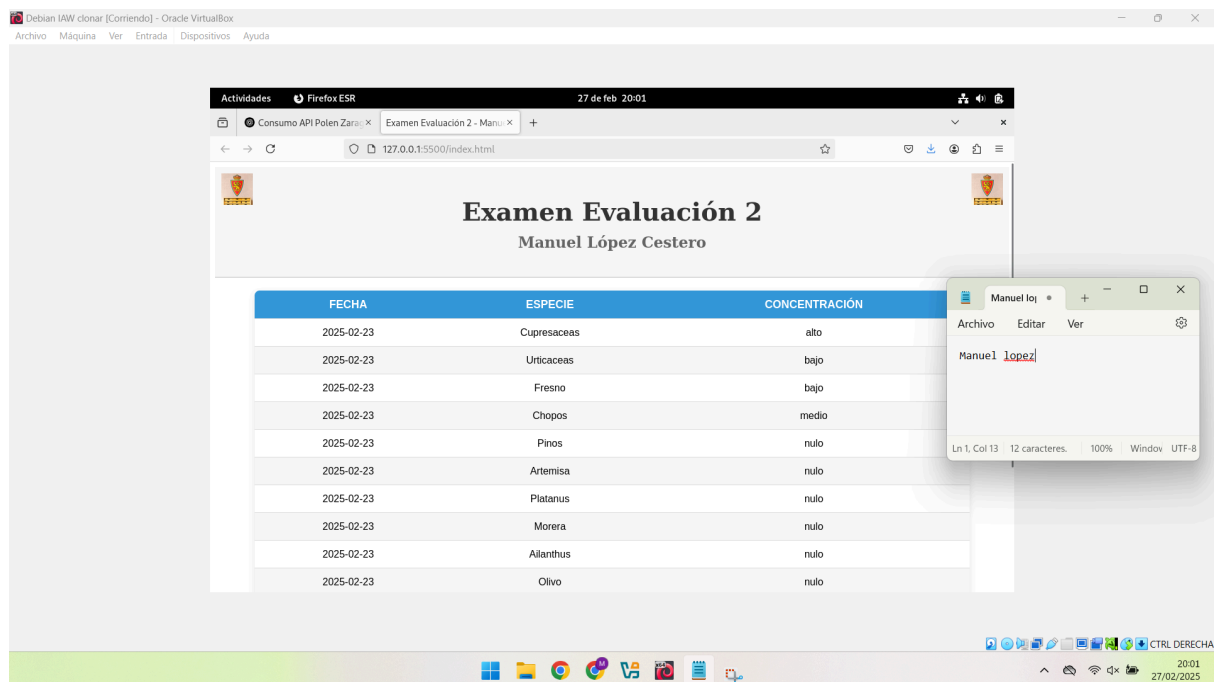 Debian IAW clonar [Corriendo] - Oracle VirtualBox
Archivo Máquina Ver Entrada Dispositivos Ayuda
Actividades Firefox ESR 27 de feb 20:01
Consumo API Polen Zarag Examen Evaluación 2 - Manu
127.0.0.1:5500/index.html
Examen Evaluación 2
Manuel López Cestero
FECHA ESPECIE CONCENTRACIÓN
2025-02-23 Cupresaceas alto
2025-02-23 Urticaceas bajo
2025-02-23 Fresno bajo
2025-02-23 Chopos medio
2025-02-23 Pinos nulo
2025-02-23 Artemisa nulo
2025-02-23 Platanus nulo
2025-02-23 Morera nulo
2025-02-23 Ailanthus nulo
2025-02-23 Olivo nulo
Manuel lo
Archivo Editar Ver
Manuel lopez
Ln 1, Col 13 12 caracteres. 100% Window UTF-8
CTRL DERECHA
20:01
27/02/2025